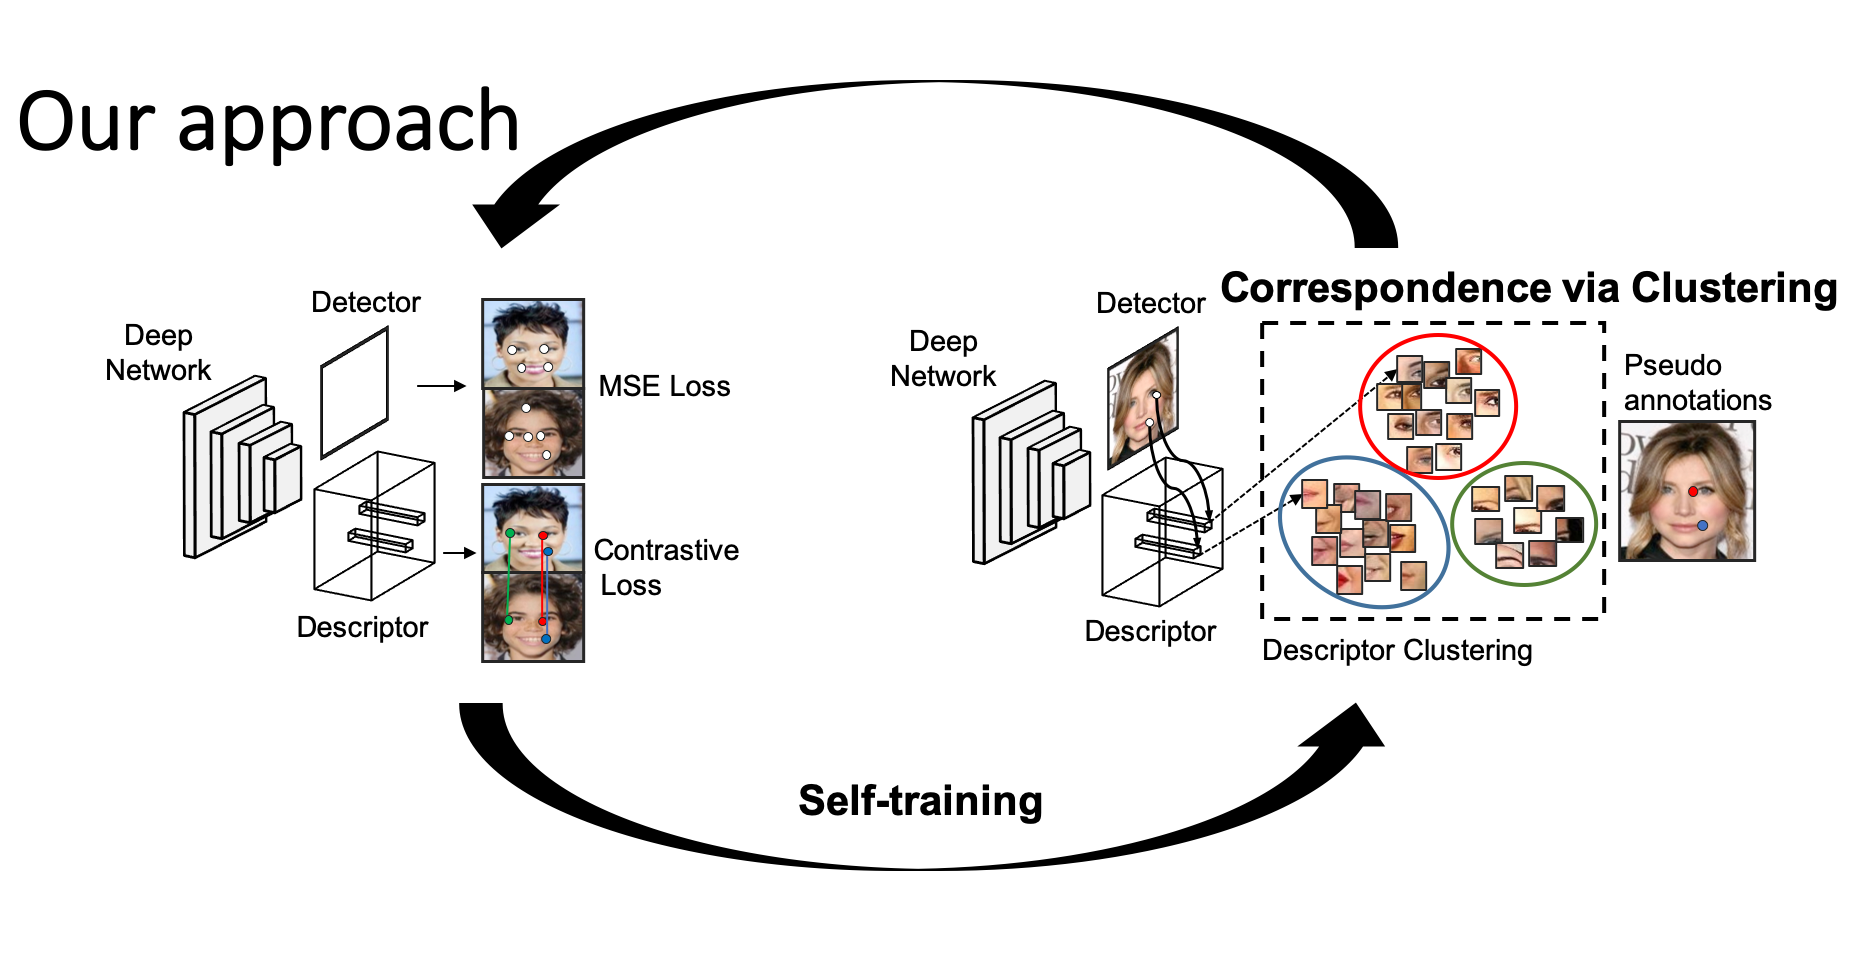 Our approach
Detector
Deep
Network
MSE Loss
Contrastive
Loss
Descriptor
Correspondence via Clustering
Detector
Deep
Network
Pseudo
annotations
Descriptor
Descriptor Clustering
Self-training